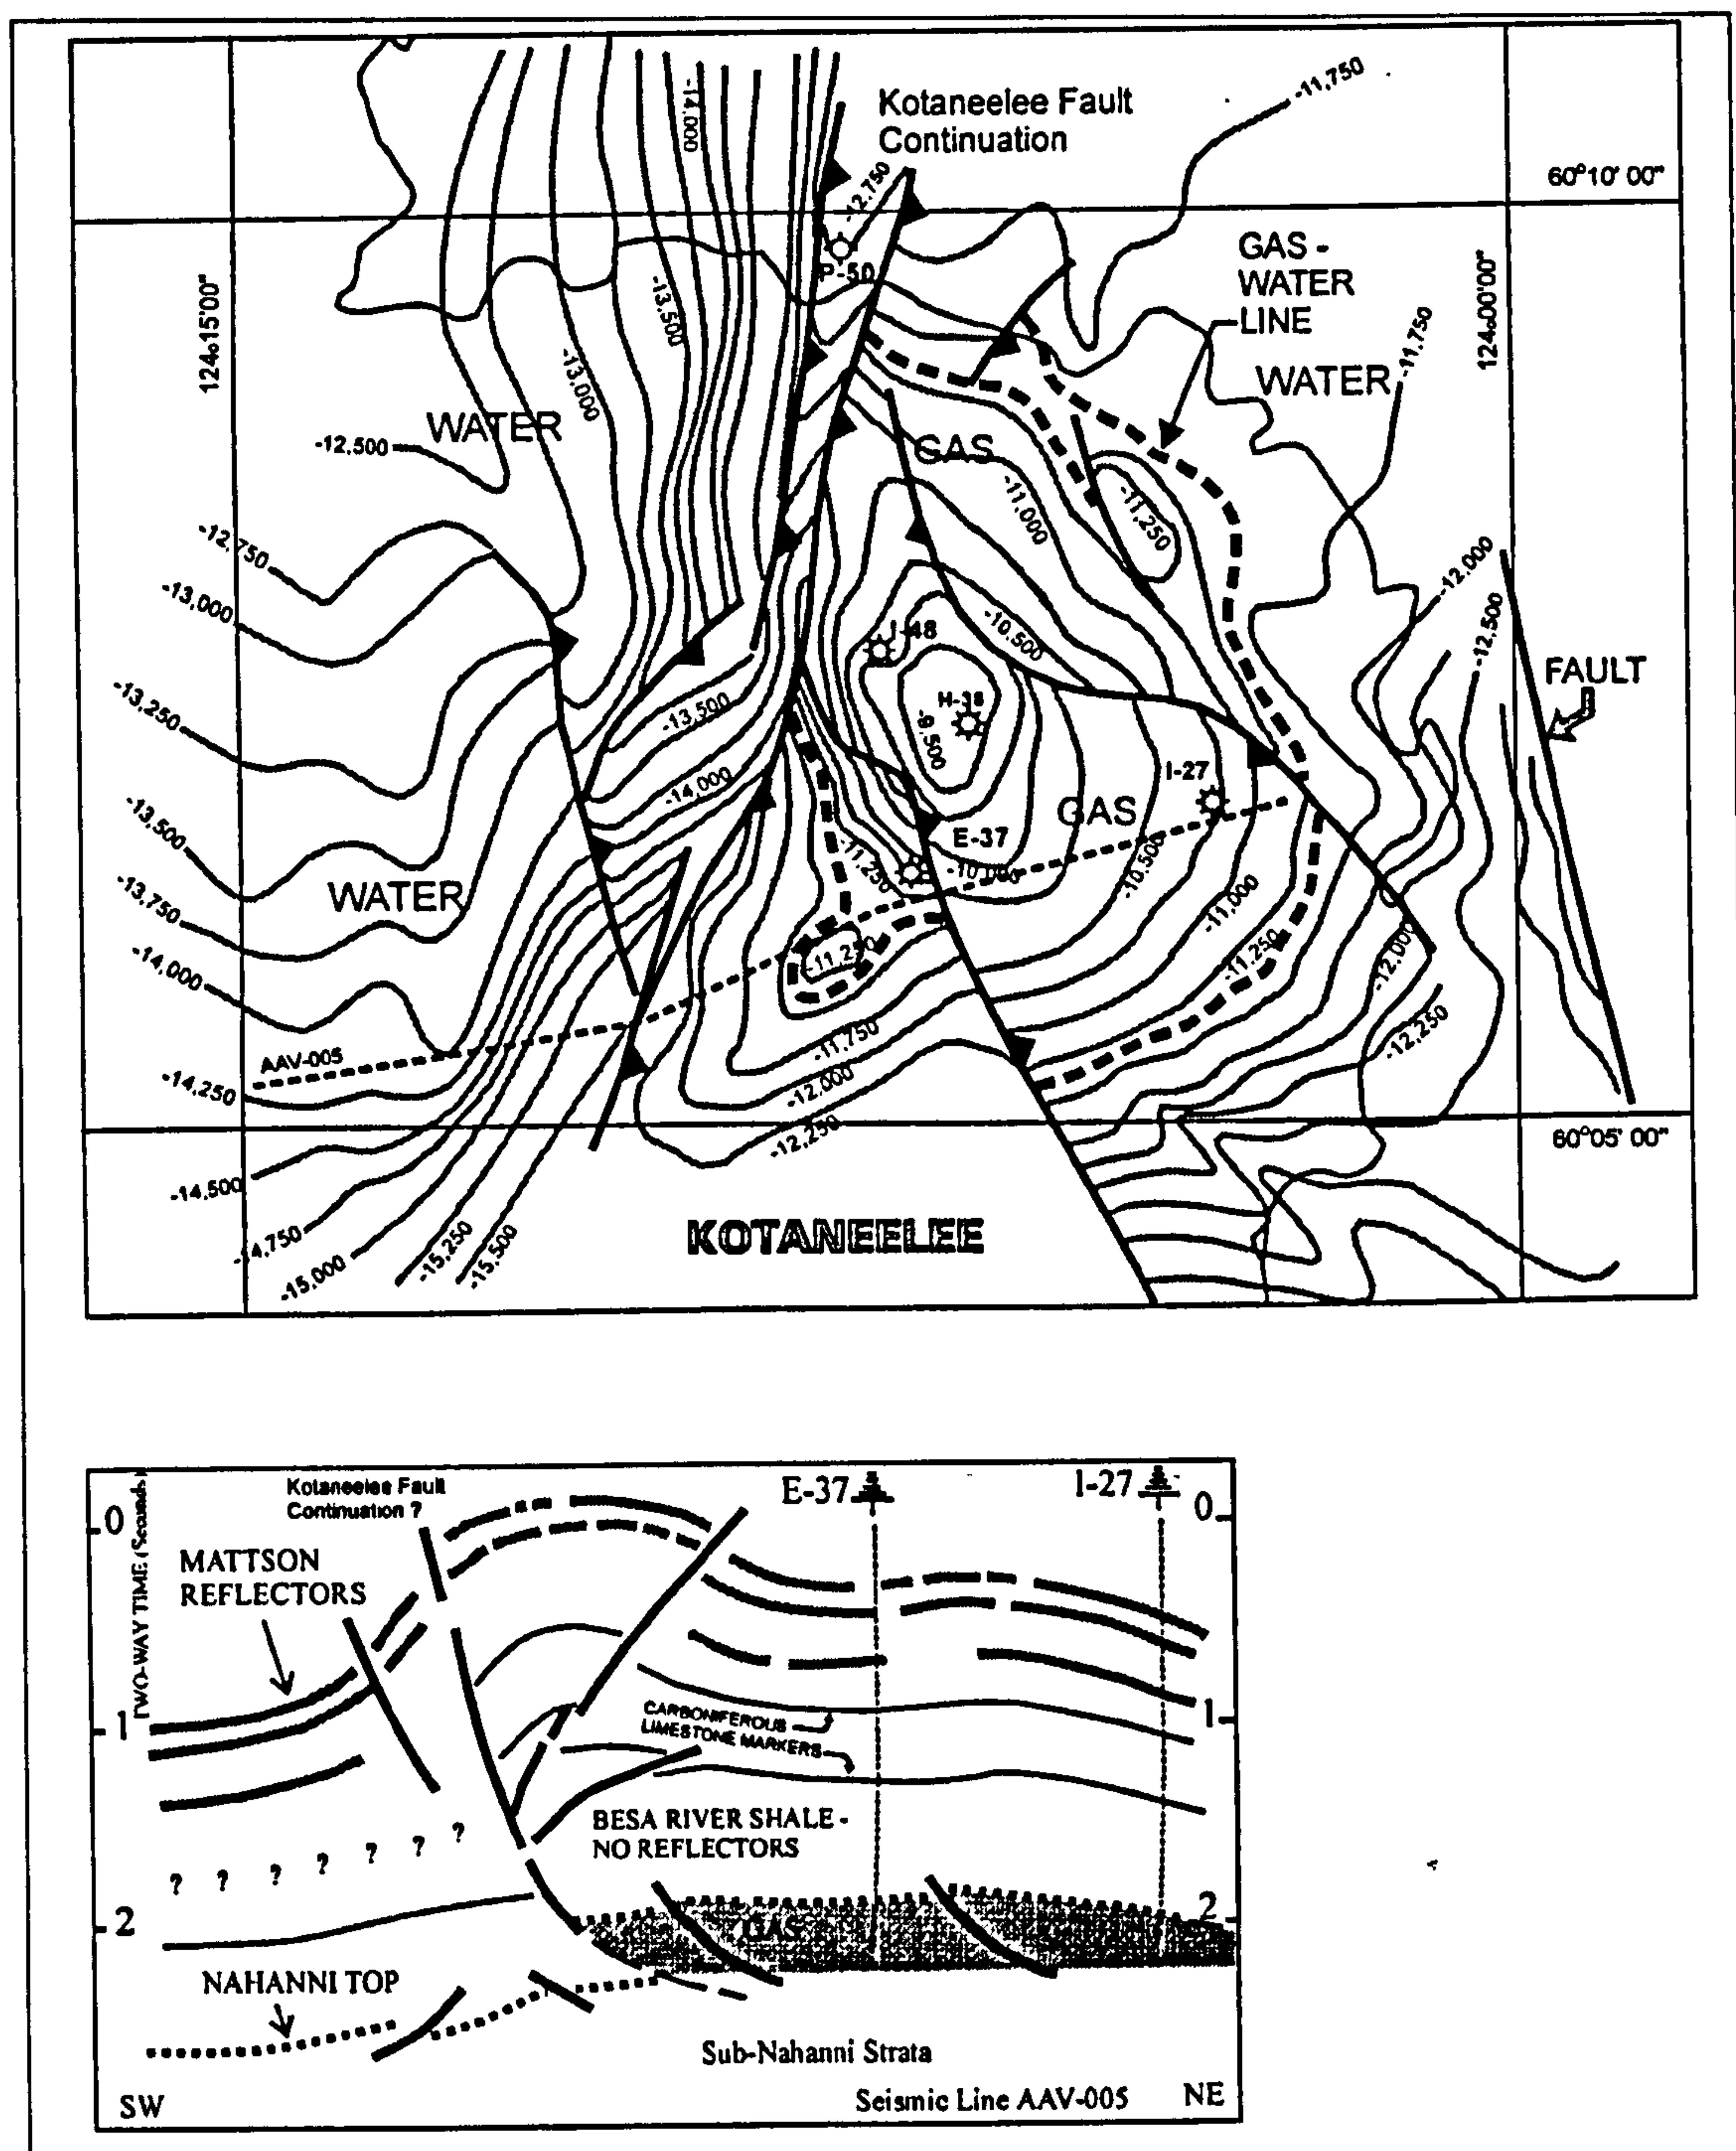 Kotaneelee Fault
Continuation
-11,750
-14,000
-12,750
60°10' 00"
P-50
GAS -
WATER
LINE
124o15'00"
124o00'00"
-13,500
-13,000
-11,750
WATER
WATER
-12,500
GAS
-11,000
-11,250
-12,750
-12,000
-13,000
-12,500
I-48
-10,500
FAULT
-13,250
-13,500
H-38
-9,500
I-27
-14,000
GAS
-13,500
E-37
-11,250
-10,000
-10,500
WATER
-13,750
-11,000
-14,000
-11,250
-11,250
-12,000
-11,750
-12,250
AAV-005
-14,250
-12,000
-12,250
60°05' 00"
-14,500
-14,750
-15,000
-15,250
-15,500
KOTANEELEE
TWO-WAY TIME (Seconds)
Kotaneelee Fault
Continuation ?
E-37
I-27
0
0
MATTSON
REFLECTORS
1
1
CARBONIFEROUS
LIMESTONE MARKERS
BESA RIVER SHALE -
NO REFLECTORS
? ? ? ? ? ? ?
2
2
GAS
NAHANNI TOP
Sub-Nahanni Strata
SW
Seismic Line AAV-005
NE